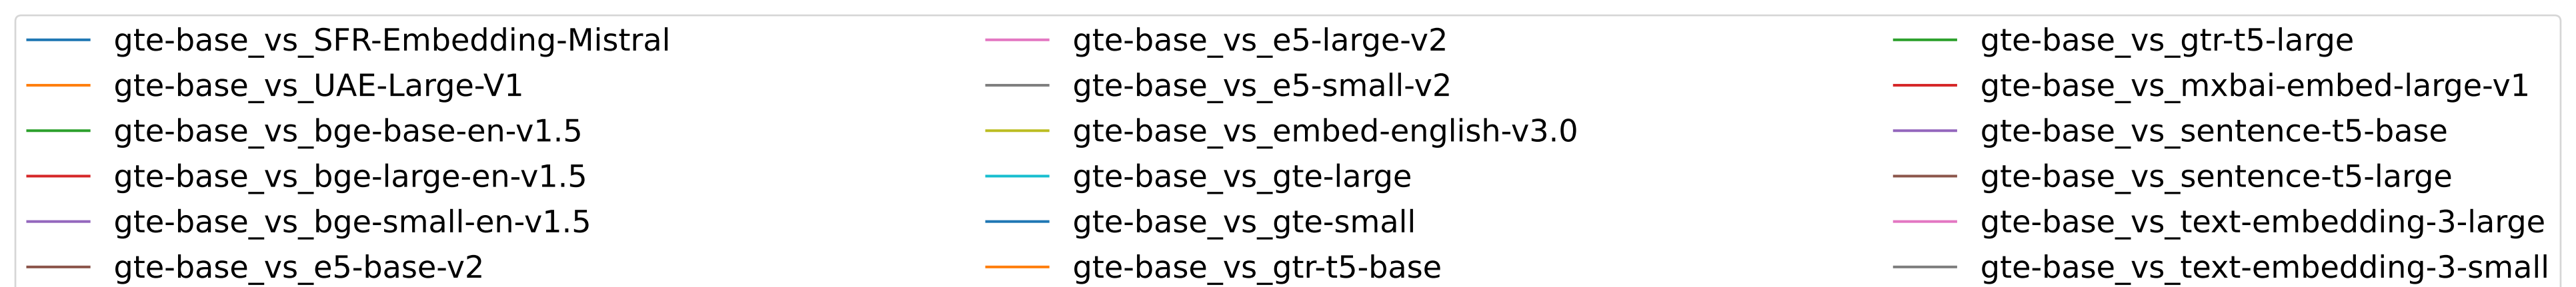 gte-base_vs_SFR-Embedding-Mistral
gte-base_vs_UAE-Large-V1
gte-base_vs_bge-base-en-v1.5
gte-base_vs_bge-large-en-v1.5
gte-base_vs_bge-small-en-v1.5
gte-base_vs_e5-base-v2
gte-base_vs_e5-large-v2
gte-base_vs_e5-small-v2
gte-base_vs_embed-english-v3.0
gte-base_vs_gte-large
gte-base_vs_gte-small
gte-base_vs_gtr-t5-base
gte-base_vs_gtr-t5-large
gte-base_vs_mxbai-embed-large-v1
gte-base_vs_sentence-t5-base
gte-base_vs_sentence-t5-large
gte-base_vs_text-embedding-3-large
gte-base_vs_text-embedding-3-small